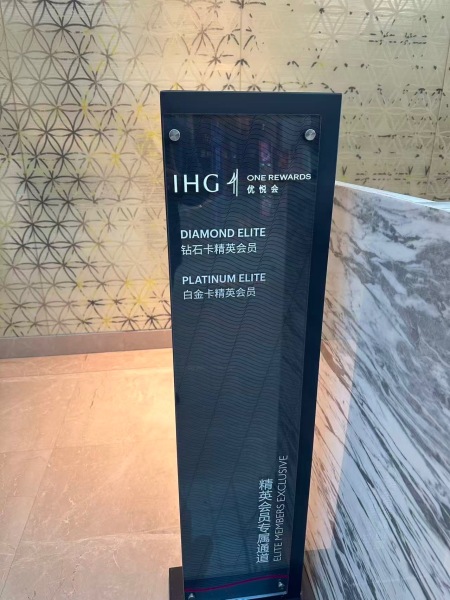 IHG ONE REWARDS
优悦会
DIAMOND ELITE
钻石卡精英会员
PLATINUM ELITE
白金卡精英会员
精英会员专属通道
ELITE MEMBERS EXCLUSIVE